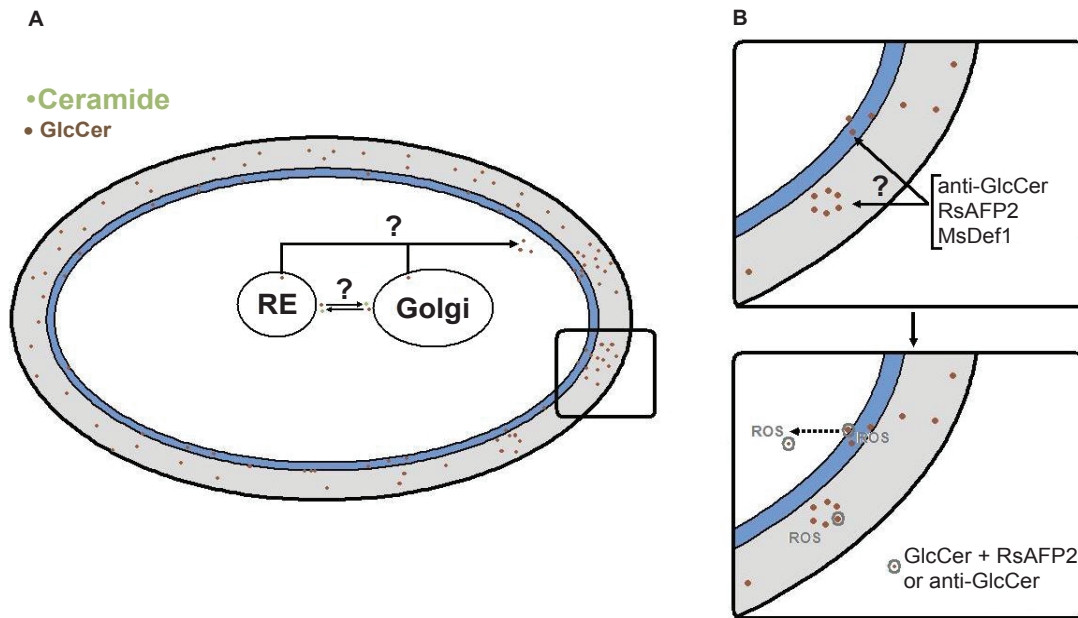 A
•Ceramide
• GlcCer
?
RE
?
Golgi
B
?
anti-GlcCer
RsAFP2
MsDef1
ROS
ROS
ROS
GlcCer + RsAFP2
or anti-GlcCer